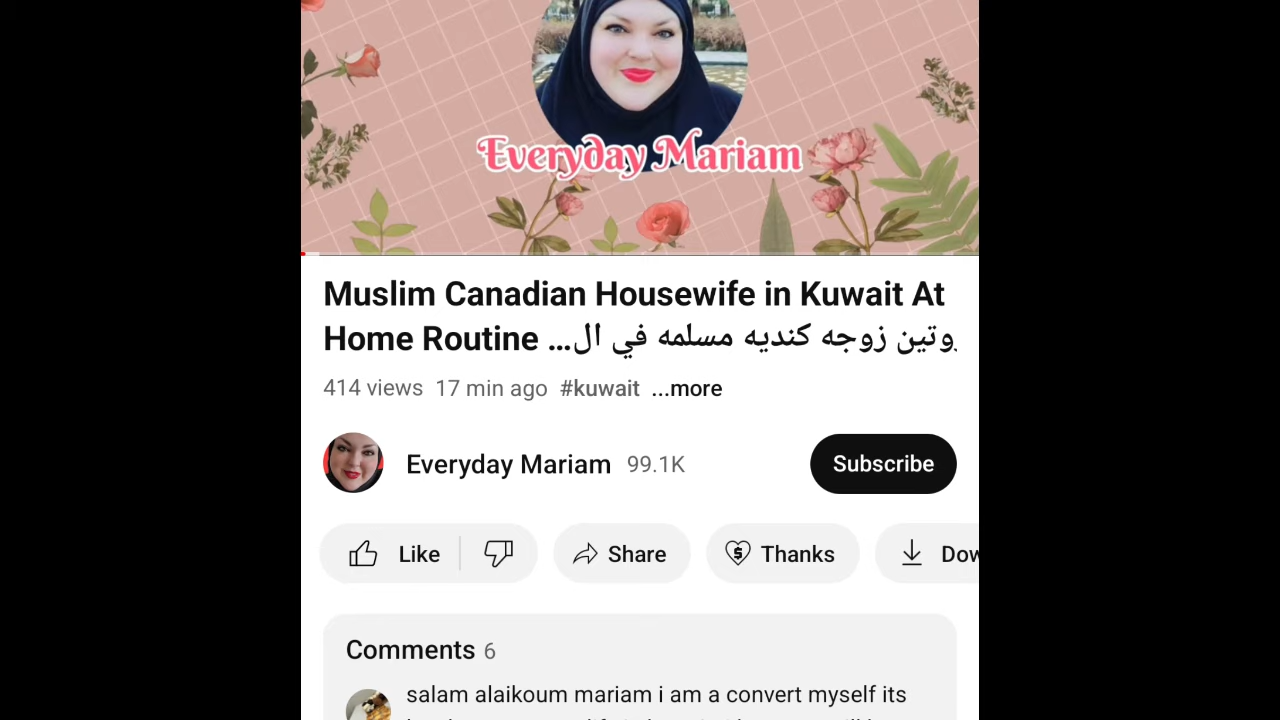 Everyday Mariam
Muslim Canadian Housewife in Kuwait At
Home Routine ...روتين زوجه كنديه مسلمه في ال
414 views 17 min ago #kuwait ...more
Everyday Mariam 99.1K
Subscribe
Like
Share
Thanks
Dow
Comments 6
salam alaikoum mariam i am a convert myself its